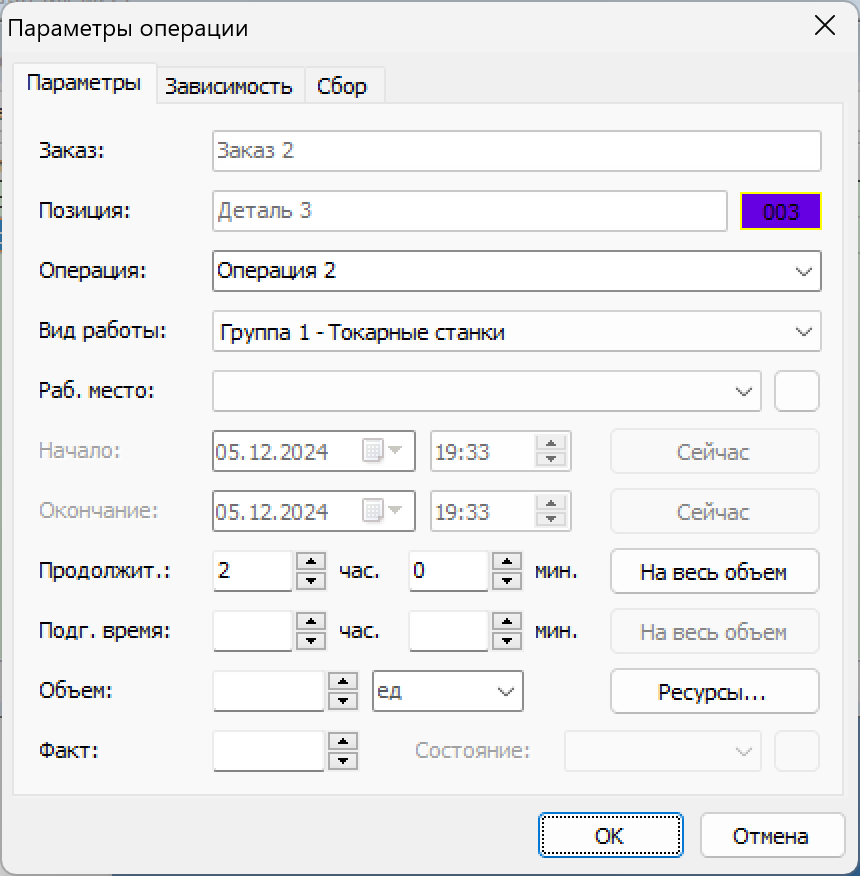 Параметры операции
Параметры Зависимость Сбор
Заказ: Заказ 2
Позиция: Деталь 3 003
Операция: Операция 2
Вид работы: Группа 1 - Токарные станки
Раб. место:
Начало: 05.12.2024 19:33 Сейчас
Окончание: 05.12.2024 19:33 Сейчас
Продолжит.: 2 час. 0 мин. На весь объем
Подг. время: час. мин. На весь объем
Объем: ед Ресурсы...
Факт: Состояние:
ОК Отмена